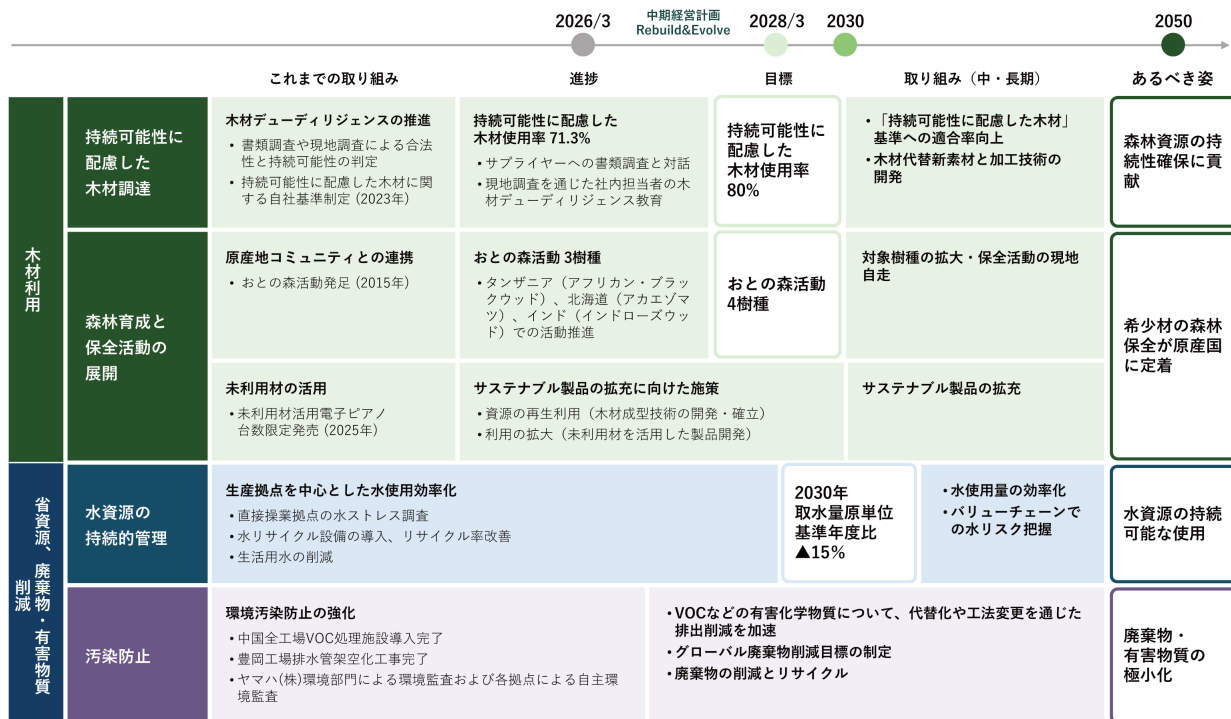 2026/3
中期経営計画
Rebuild&Evolve
2028/3
2030
2050
これまでの取り組み
進捗
目標
取り組み（中・長期）
あるべき姿
木材利用
持続可能性に
配慮した
木材調達
木材デューディリジェンスの推進
• 書類調査や現地調査による合法
性と持続可能性の判定
• 持続可能性に配慮した木材に関
する自社基準制定 (2023年)
持続可能性に配慮した
木材使用率 71.3%
• サプライヤーへの書類調査と対話
• 現地調査を通じた社内担当者の木
材デューディリジェンス教育
持続可能性に
配慮した
木材使用率
80%
• 「持続可能性に配慮した木材」
基準への適合率向上
• 木材代替新素材と加工技術の
開発
森林資源の持
続性確保に貢
献
森林育成と
保全活動の
展開
原産地コミュニティとの連携
• おとの森活動発足（2015年）
おとの森活動 3樹種
• タンザニア（アフリカン・ブラッ
クウッド）、北海道（アカエゾマ
ツ）、インド（インドローズウッ
ド）での活動推進
おとの森活動
4樹種
対象樹種の拡大・保全活動の現地
自走
希少材の森林
保全が原産国
に定着
未利用材の活用
• 未利用材活用電子ピアノ
台数限定発売（2025年）
サステナブル製品の拡充に向けた施策
• 資源の再生利用（木材成型技術の開発・確立）
• 利用の拡大（未利用材を活用した製品開発）
サステナブル製品の拡充
省資源、廃棄物・有害物質
削減
水資源の
持続的管理
生産拠点を中心とした水使用効率化
• 直接操業拠点の水ストレス調査
• 水リサイクル設備の導入、リサイクル率改善
• 生活用水の削減
2030年
取水量原単位
基準年度比
▲15%
• 水使用量の効率化
• バリューチェーンで
の水リスク把握
水資源の持続
可能な使用
汚染防止
環境汚染防止の強化
• 中国全工場VOC処理施設導入完了
• 豊岡工場排水管架空化工事完了
• ヤマハ(株)環境部門による環境監査および各拠点による自主環
境監査
• VOCなどの有害化学物質について、代替化や工法変更を通じた
排出削減を加速
• グローバル廃棄物削減目標の制定
• 廃棄物の削減とリサイクル
廃棄物・
有害物質の
極小化